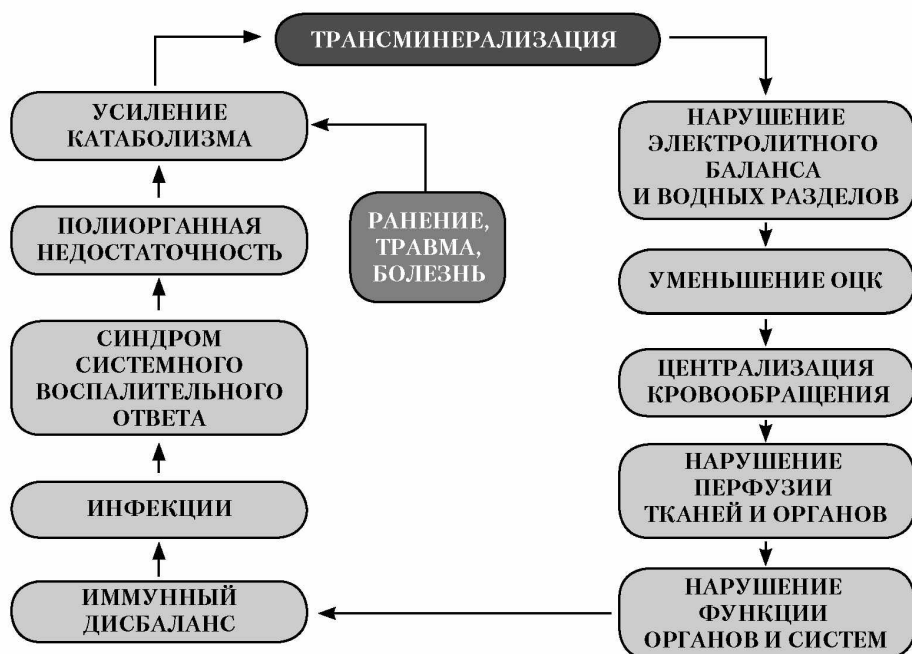 ТРАНСМИНЕРАЛИЗАЦИЯ
УСИЛЕНИЕ
КАТАБОЛИЗМА
ПОЛИОРГАННАЯ
НЕДОСТАТОЧНОСТЬ
СИНДРОМ
СИСТЕМНОГО
ВОСПАЛИТЕЛЬНОГО
ОТВЕТА
ИНФЕКЦИИ
ИММУННЫЙ
ДИСБАЛАНС
РАНЕНИЕ,
ТРАВМА,
БОЛЕЗНЬ
НАРУШЕНИЕ
ЭЛЕКТРОЛИТНОГО
БАЛАНСА
И ВОДНЫХ РАЗДЕЛОВ
УМЕНЬШЕНИЕ ОЦК
ЦЕНТРАЛИЗАЦИЯ
КРОВООБРАЩЕНИЯ
НАРУШЕНИЕ
ПЕРФУЗИИ
ТКАНЕЙ И ОРГАНОВ
НАРУШЕНИЕ
ФУНКЦИИ
ОРГАНОВ И СИСТЕМ